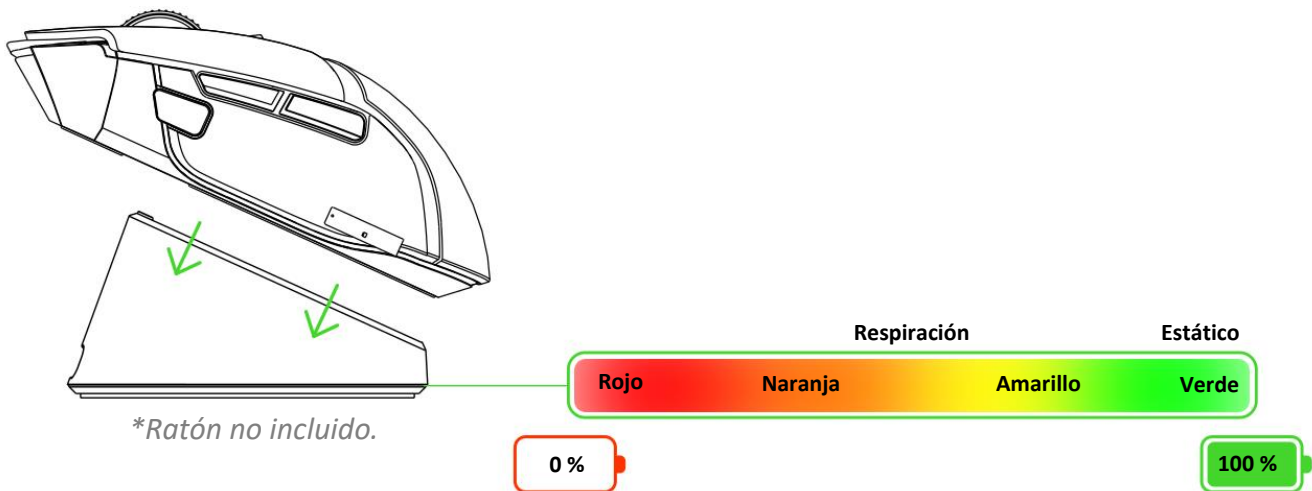 Respiración Estático
Rojo Naranja Amarillo Verde
*Ratón no incluido.
0 % 100 %